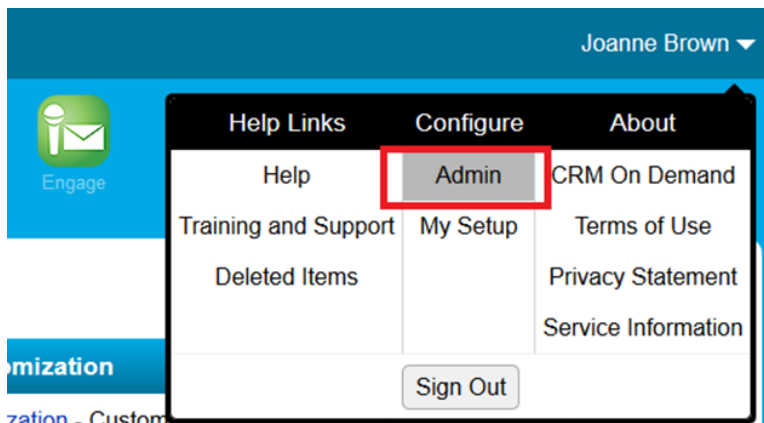 Joanne Brown
Engage
Help Links Configure About
Help Admin CRM On Demand
Training and Support My Setup Terms of Use
Deleted Items Privacy Statement
Service Information
omization
Sign Out
zation - Custom